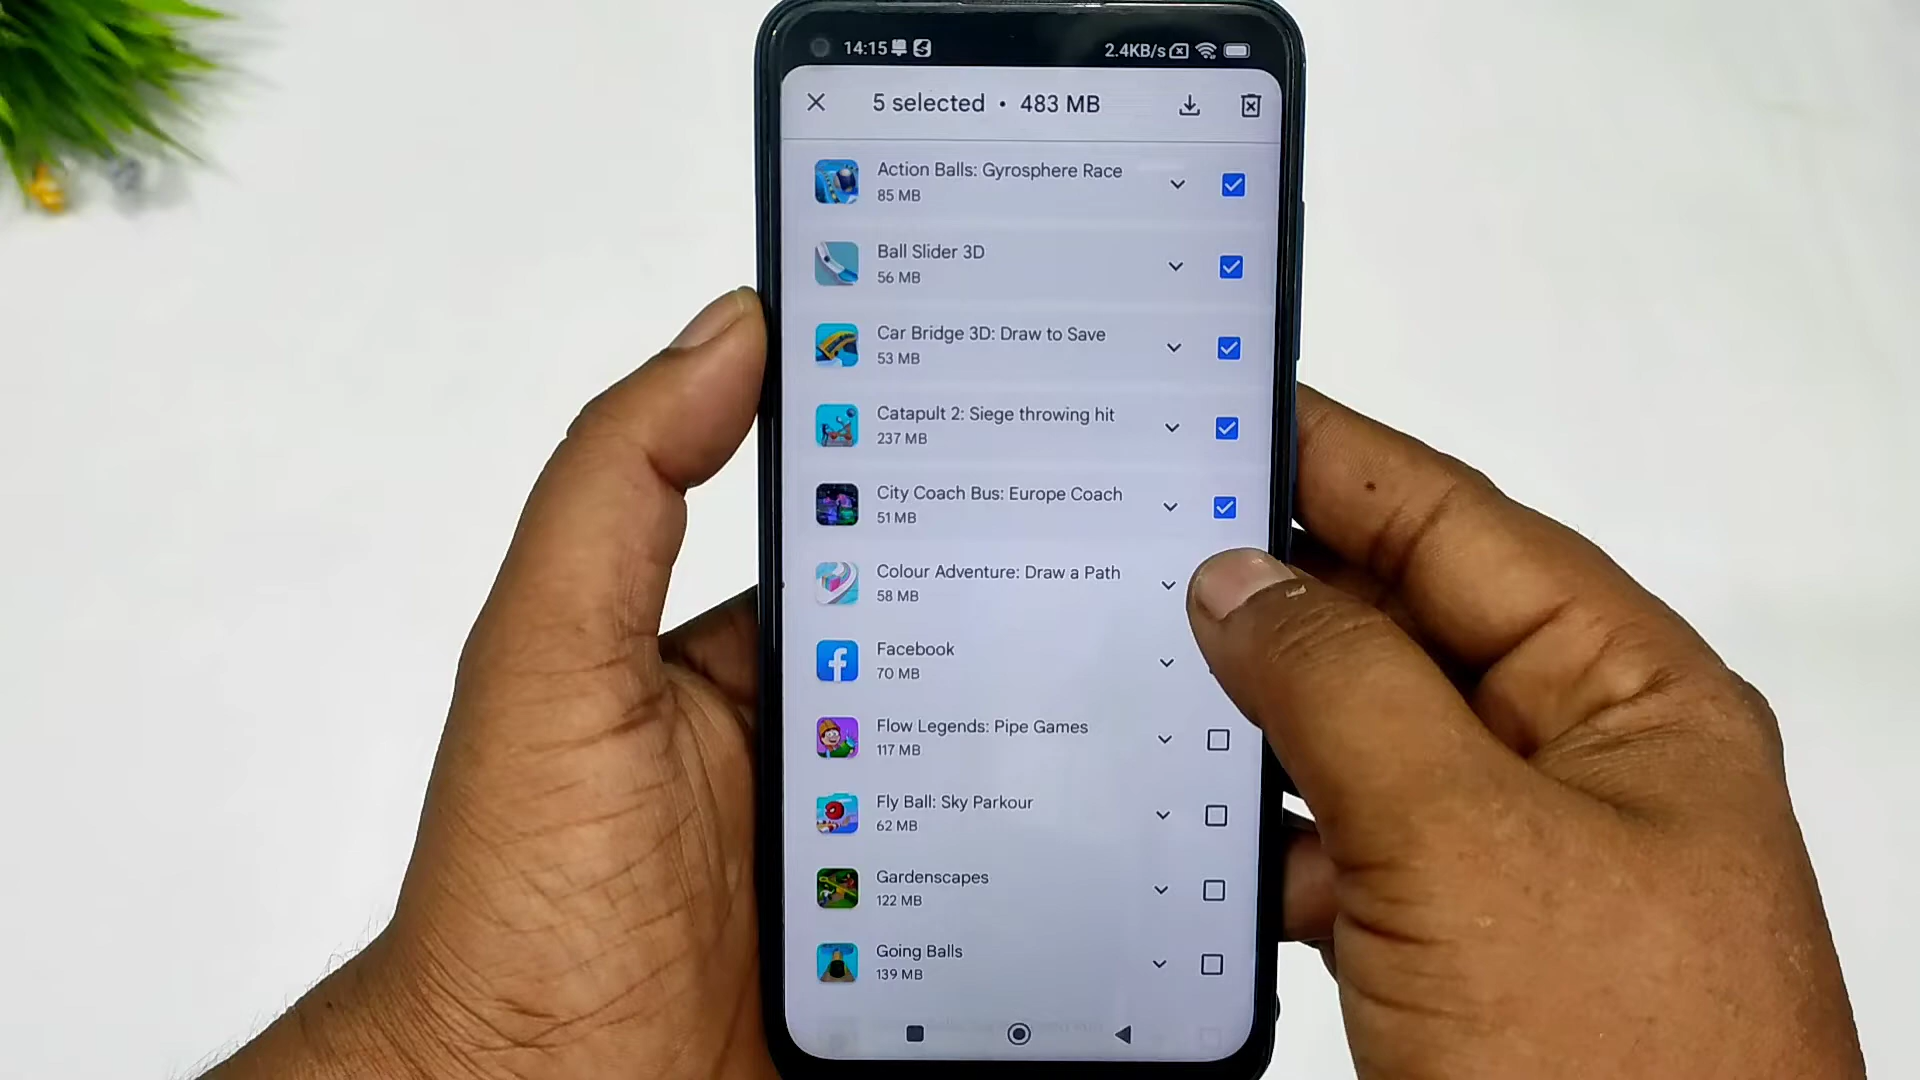 14:15
2.4KB/s
5 selected • 483 MB
Action Balls: Gyrosphere Race
85 MB
Ball Slider 3D
56 MB
Car Bridge 3D: Draw to Save
53 MB
Catapult 2: Siege throwing hit
237 MB
City Coach Bus: Europe Coach
51 MB
Colour Adventure: Draw a Path
58 MB
Facebook
70 MB
Flow Legends: Pipe Games
117 MB
Fly Ball: Sky Parkour
62 MB
Gardenscapes
122 MB
Going Balls
139 MB